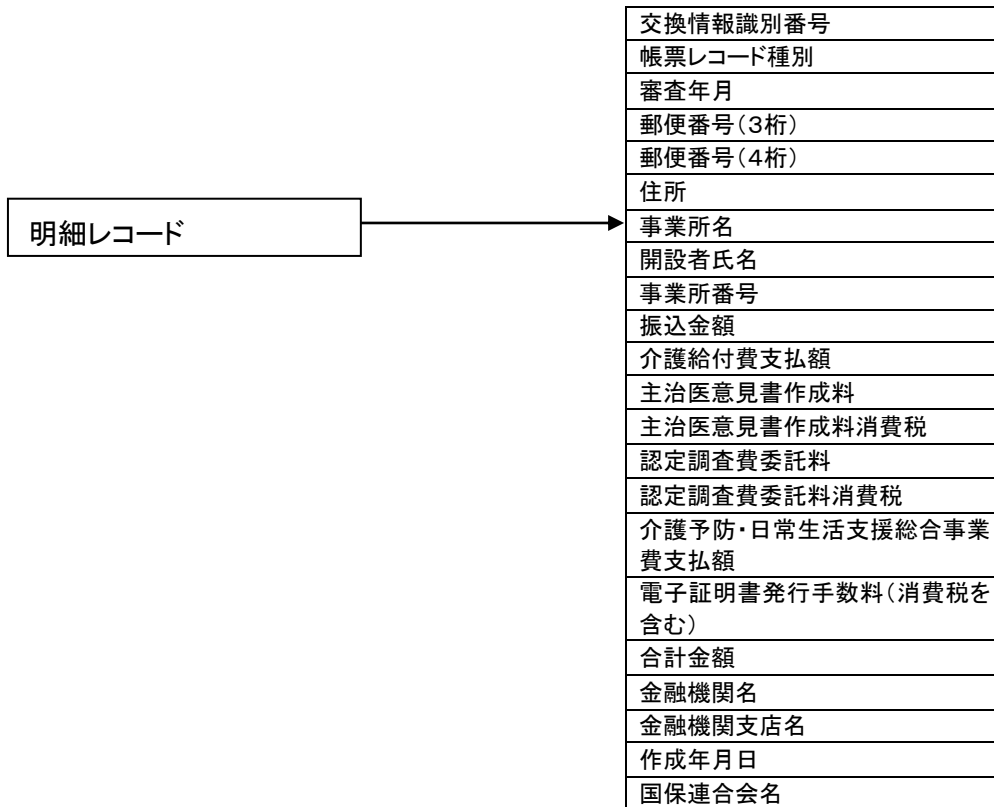 明細レコード
交換情報識別番号
帳票レコード種別
審査年月
郵便番号(3桁)
郵便番号(4桁)
住所
事業所名
開設者氏名
事業所番号
振込金額
介護給付費支払額
主治医意見書作成料
主治医意見書作成料消費税
認定調査費委託料
認定調査費委託料消費税
介護予防・日常生活支援総合事業
費支払額
電子証明書発行手数料(消費税を
含む)
合計金額
金融機関名
金融機関支店名
作成年月日
国保連合会名